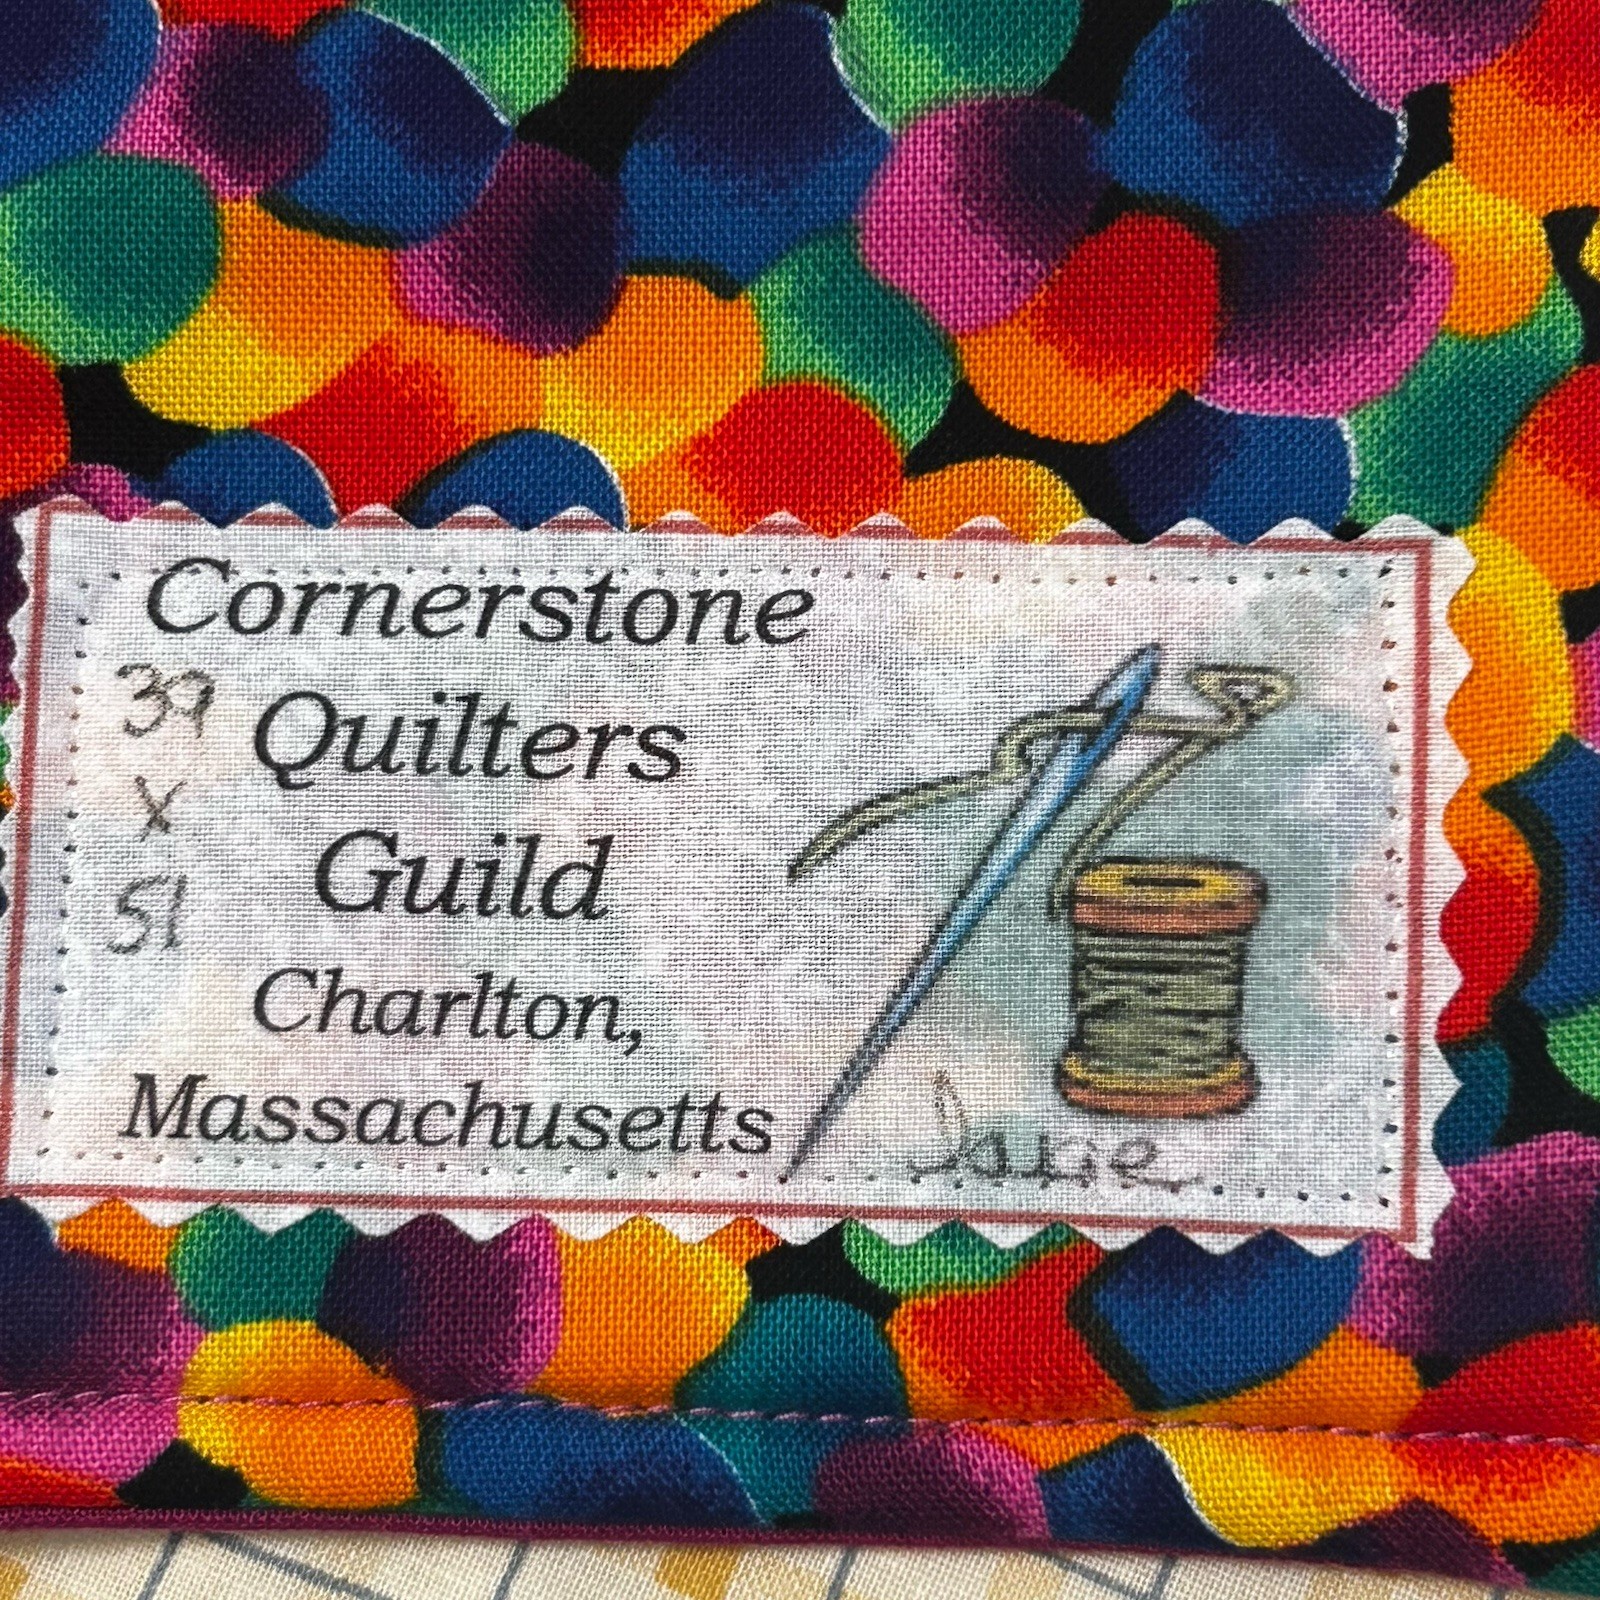 Cornerstone
39 Quilters
x
Guild
51
Charlton,
Massachusetts